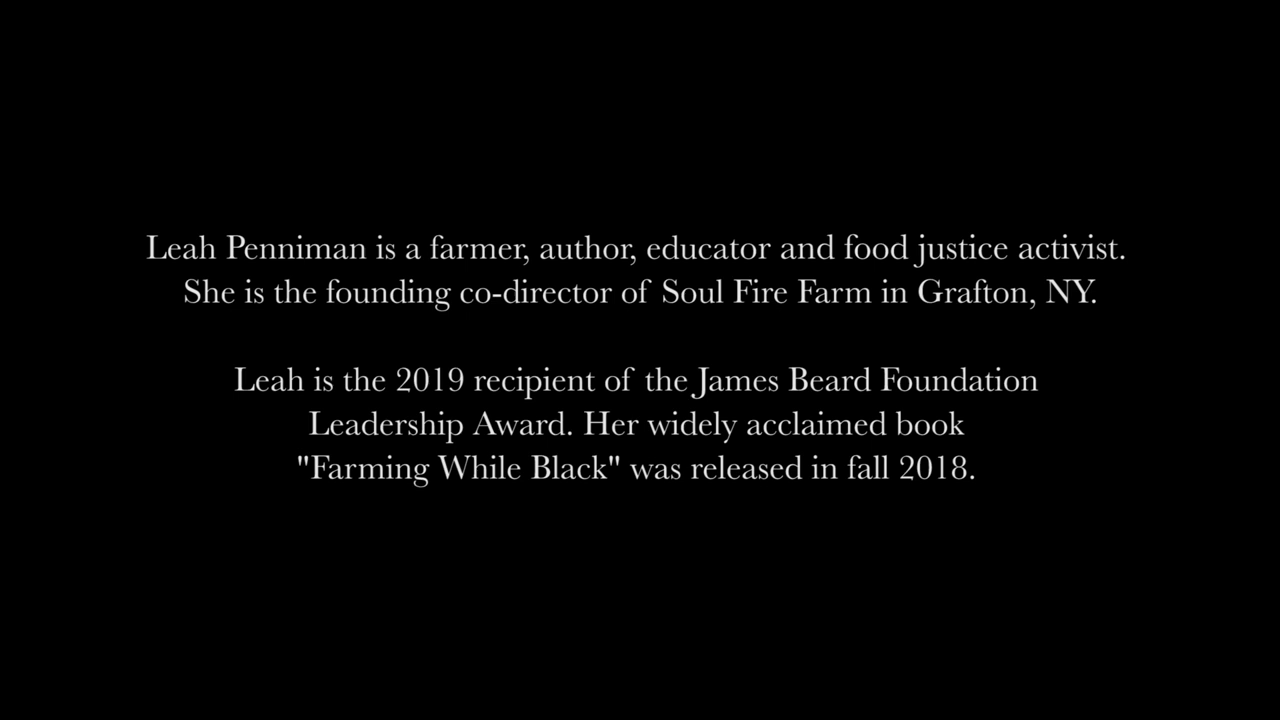 Leah Penniman is a farmer, author, educator and food justice activist.
She is the founding co-director of Soul Fire Farm in Grafton, NY.
Leah is the 2019 recipient of the James Beard Foundation
Leadership Award. Her widely acclaimed book
"Farming While Black" was released in fall 2018.